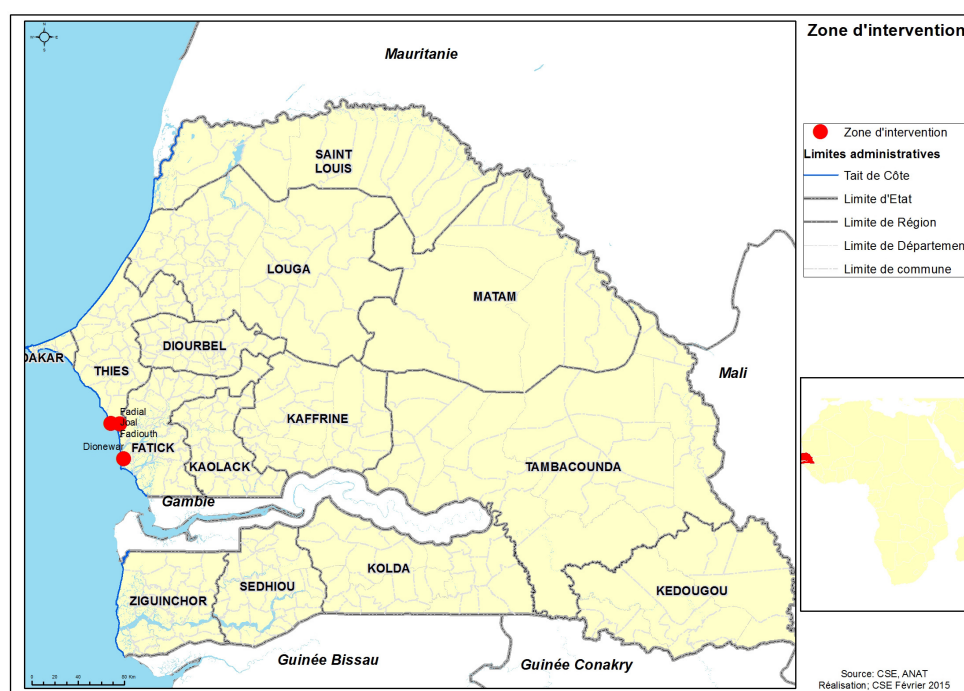 Zone d'intervention
Mauritanie
Zone d'intervention
Limites administratives
Tait de Côte
Limite d'Etat
Limite de Région
Limite de Départemen
Limite de commune
SAINT
LOUIS
LOUGA
MATAM
DIOURBEL
DAKAR
THIES
Mali
Fadial
Joal
Fadiouth
KAFFRINE
Dionewar
FATICK
KAOLACK
TAMBACOUNDA
Gambie
KOLDA
SEDHIOU
KEDOUGOU
ZIGUINCHOR
Guinée Bissau
Guinée Conakry
Source: CSE, ANAT
Réalisation; CSE Février 2015